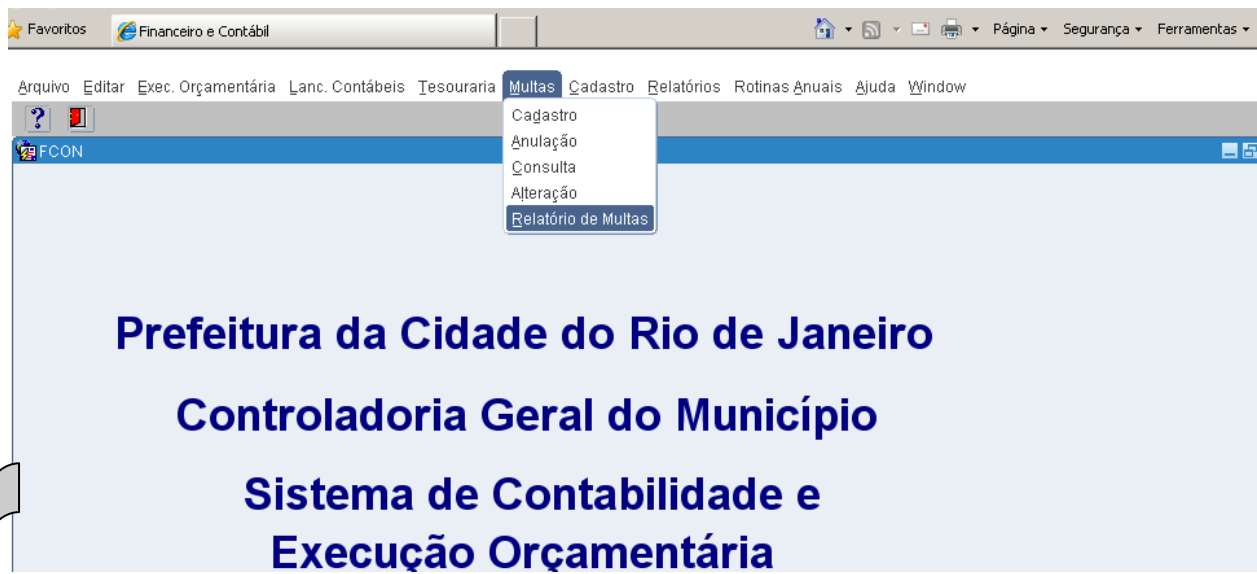 Favoritos Financeiro e Contábil Página Segurança Ferramentas
Arquivo Editar Exec. Orçamentária Lanc. Contábeis Tesouraria Multas Cadastro Relatórios Rotinas Anuais Ajuda Window
?
Cadastro
FCON
Anulação
Consulta
Alteração
Relatório de Multas
Prefeitura da Cidade do Rio de Janeiro
Controladoria Geral do Município
Sistema de Contabilidade e
Execução Orçamentária